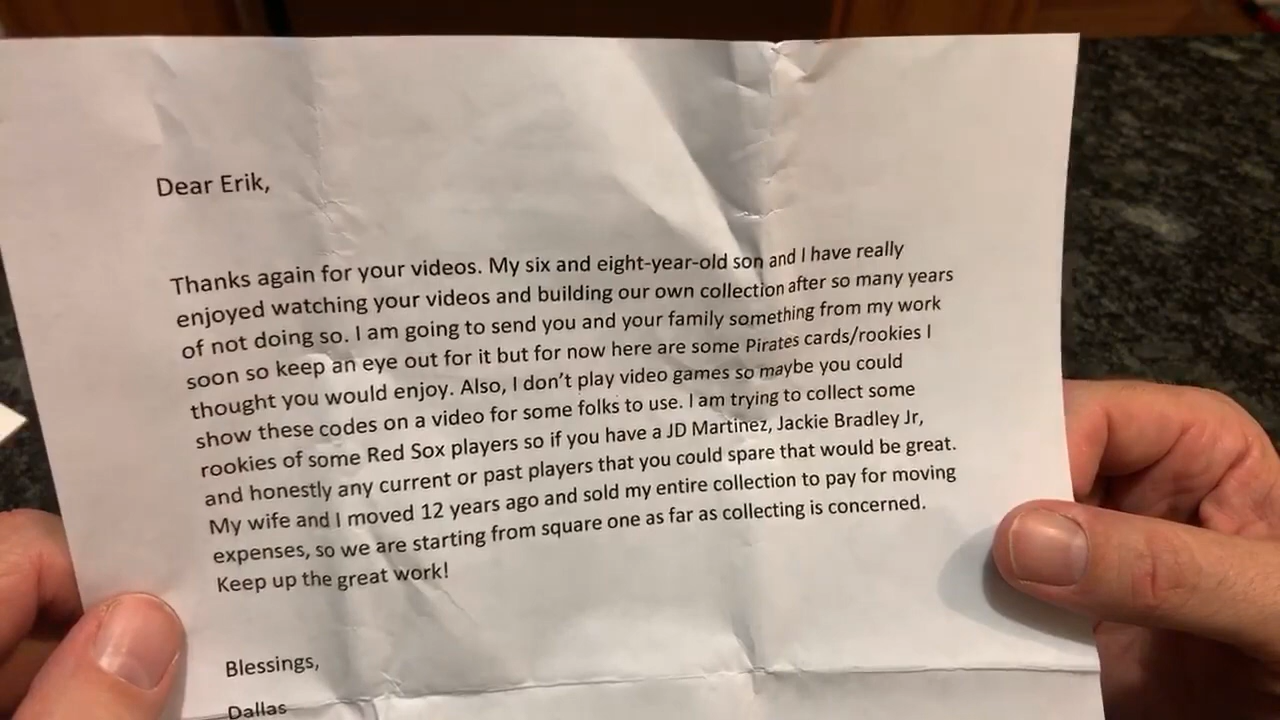 Dear Erik,
Thanks again for your videos. My six and eight-year-old son and I have really
enjoyed watching your videos and building our own collection after so many years
of not doing so. I am going to send you and your family something from my work
soon so keep an eye out for it but for now here are some Pirates cards/rookies I
thought you would enjoy. Also, I don't play video games so maybe you could
show these codes on a video for some folks to use. I am trying to collect some
rookies of some Red Sox players so if you have a JD Martinez, Jackie Bradley Jr,
and honestly any current or past players that you could spare that would be great.
My wife and I moved 12 years ago and sold my entire collection to pay for moving
expenses, so we are starting from square one as far as collecting is concerned.
Keep up the great work!
Blessings,
Dallas